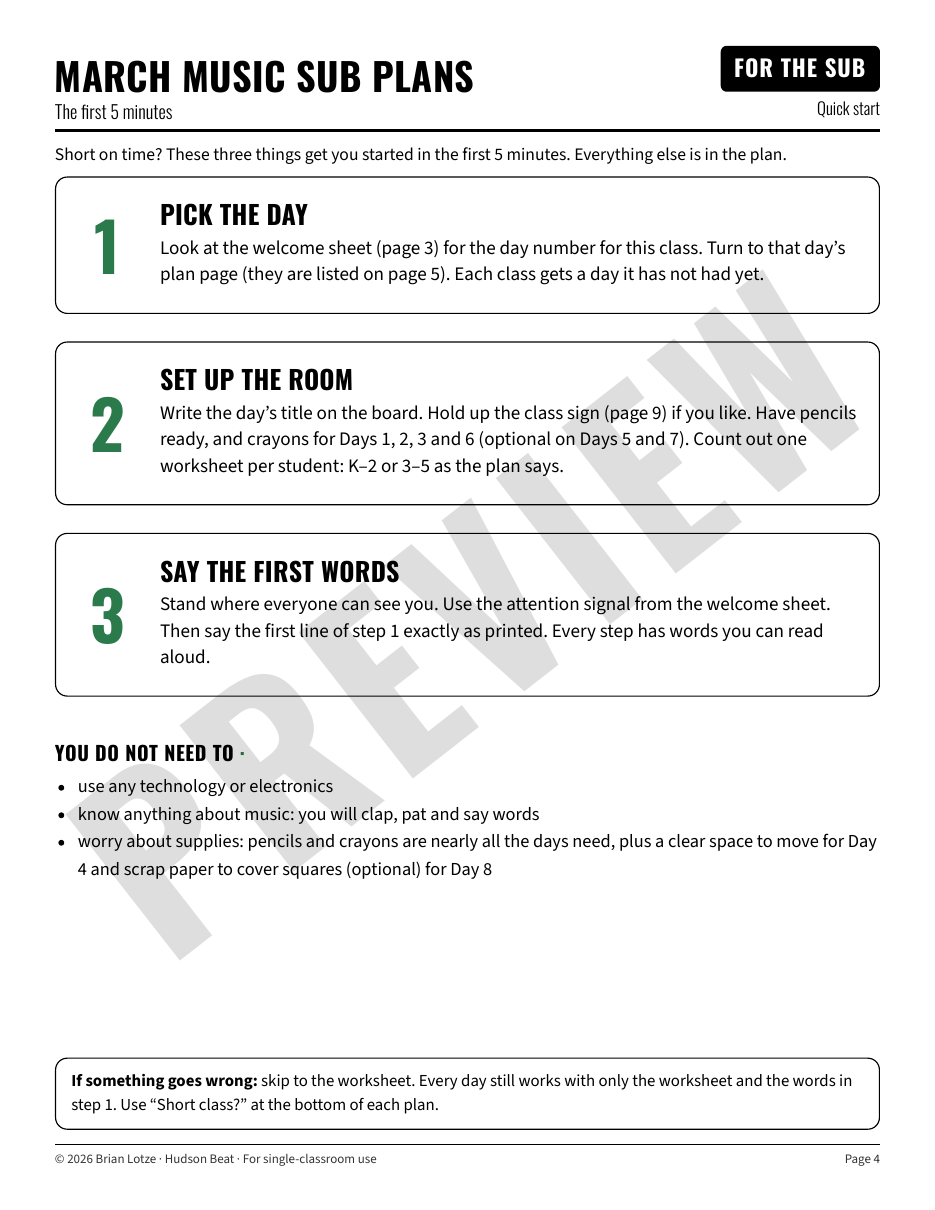 MARCH MUSIC SUB PLANS
FOR THE SUB
The first 5 minutes
Quick start
Short on time? These three things get you started in the first 5 minutes. Everything else is in the plan.
1
PICK THE DAY
Look at the welcome sheet (page 3) for the day number for this class. Turn to that day’s
plan page (they are listed on page 5). Each class gets a day it has not had yet.
2
SET UP THE ROOM
Write the day’s title on the board. Hold up the class sign (page 9) if you like. Have pencils
ready, and crayons for Days 1, 2, 3 and 6 (optional on Days 5 and 7). Count out one
worksheet per student: K–2 or 3–5 as the plan says.
3
SAY THE FIRST WORDS
Stand where everyone can see you. Use the attention signal from the welcome sheet.
Then say the first line of step 1 exactly as printed. Every step has words you can read
aloud.
PREVIEW
YOU DO NOT NEED TO ·
• use any technology or electronics
• know anything about music: you will clap, pat and say words
• worry about supplies: pencils and crayons are nearly all the days need, plus a clear space to move for Day
4 and scrap paper to cover squares (optional) for Day 8
If something goes wrong: skip to the worksheet. Every day still works with only the worksheet and the words in
step 1. Use “Short class?” at the bottom of each plan.
© 2026 Brian Lotze · Hudson Beat · For single-classroom use
Page 4